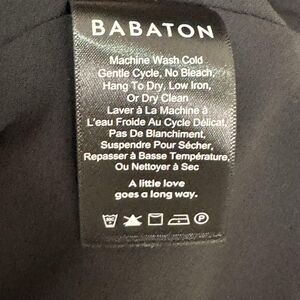 BABATON
Machine Wash Cold
Gentle Cycle, No Bleach,
Hang To Dry, Low Iron,
Or Dry Clean
Laver à La Machine à
L'eau Froide Au Cycle Délicat,
Pas De Blanchiment,
Suspendre Pour Sécher,
Repasser à Basse Température,
Ou Nettoyer à Sec
A little love
goes a long way.
P